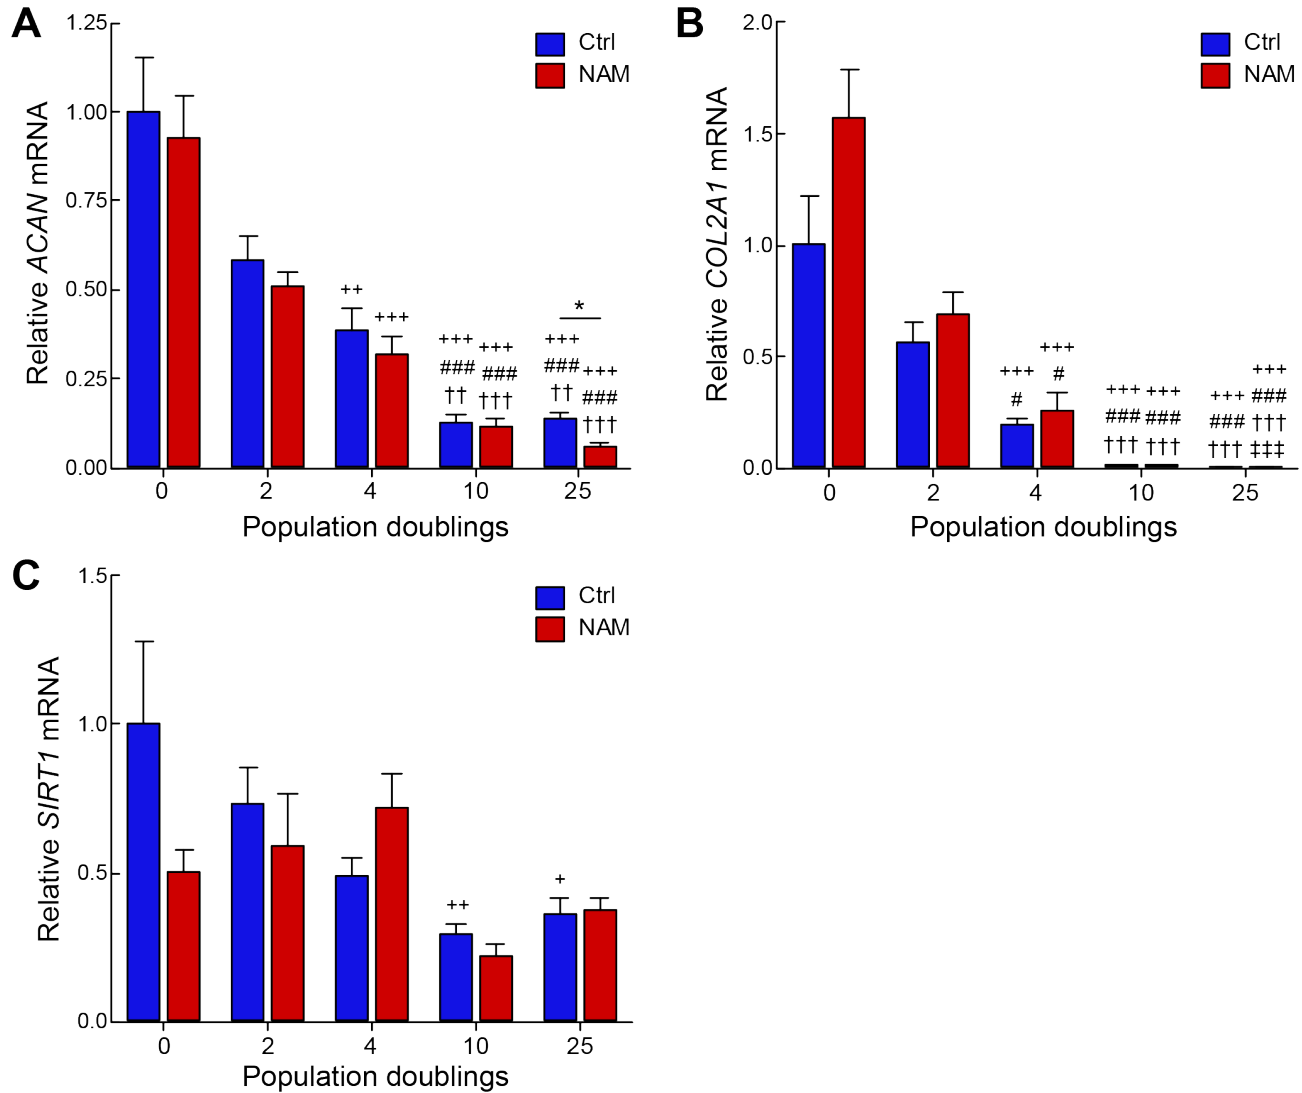 A
Relative ACAN mRNA
1.25
1.00
0.75
0.50
0.25
0.00
Ctrl
NAM
++
+++
+++
###
††
+++
###
†††
*
+++
###
††
+++
###
†††
0 2 4 10 25
Population doublings
B
Relative COL2A1 mRNA
2.0
1.5
1.0
0.5
0.0
Ctrl
NAM
+++
#
+++
#
+++
###
†††
+++
###
†††
+++
###
†††
+++
###
†††
‡‡‡
0 2 4 10 25
Population doublings
C
Relative SIRT1 mRNA
1.5
1.0
0.5
0.0
Ctrl
NAM
++
+
0 2 4 10 25
Population doublings